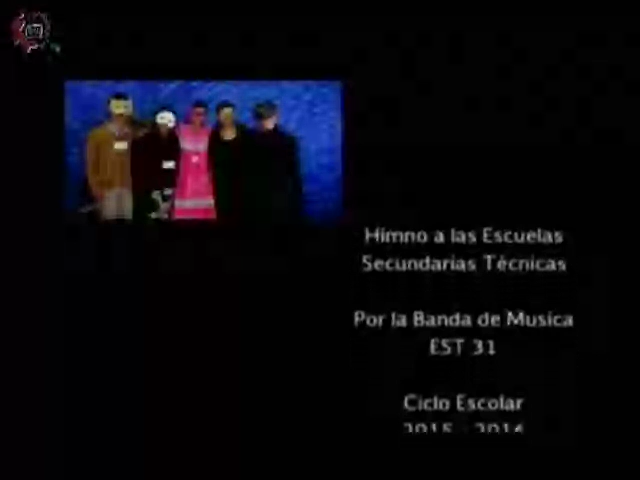 Himno a las Escuelas
Secundarias Técnicas
Por la Banda de Musica
EST 31
Ciclo Escolar